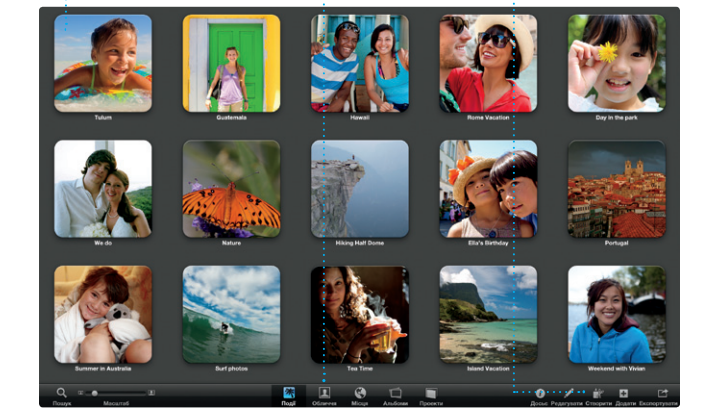 Tulum
Guatemala
Hawaii
Rome Vacation
Day in the park
We do
Nature
Hiking Half Dome
Ella's Birthday
Portugal
Summer in Australia
Surf photos
Tea Time
Island Vacation
Weekend with Vivian
Пошук
Масштаб
Події
Обличчя
Місця
Альбоми
Проекти
Досьє
Редагувати
Створити
Додати
Експортувати